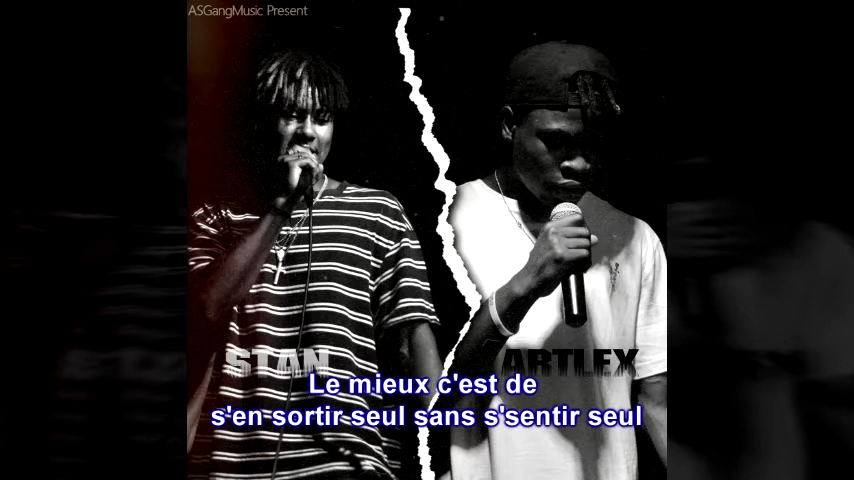 ASGangMusic Present
STAN
ARTLEX
Le mieux c'est de
s'en sortir seul sans s'sentir seul